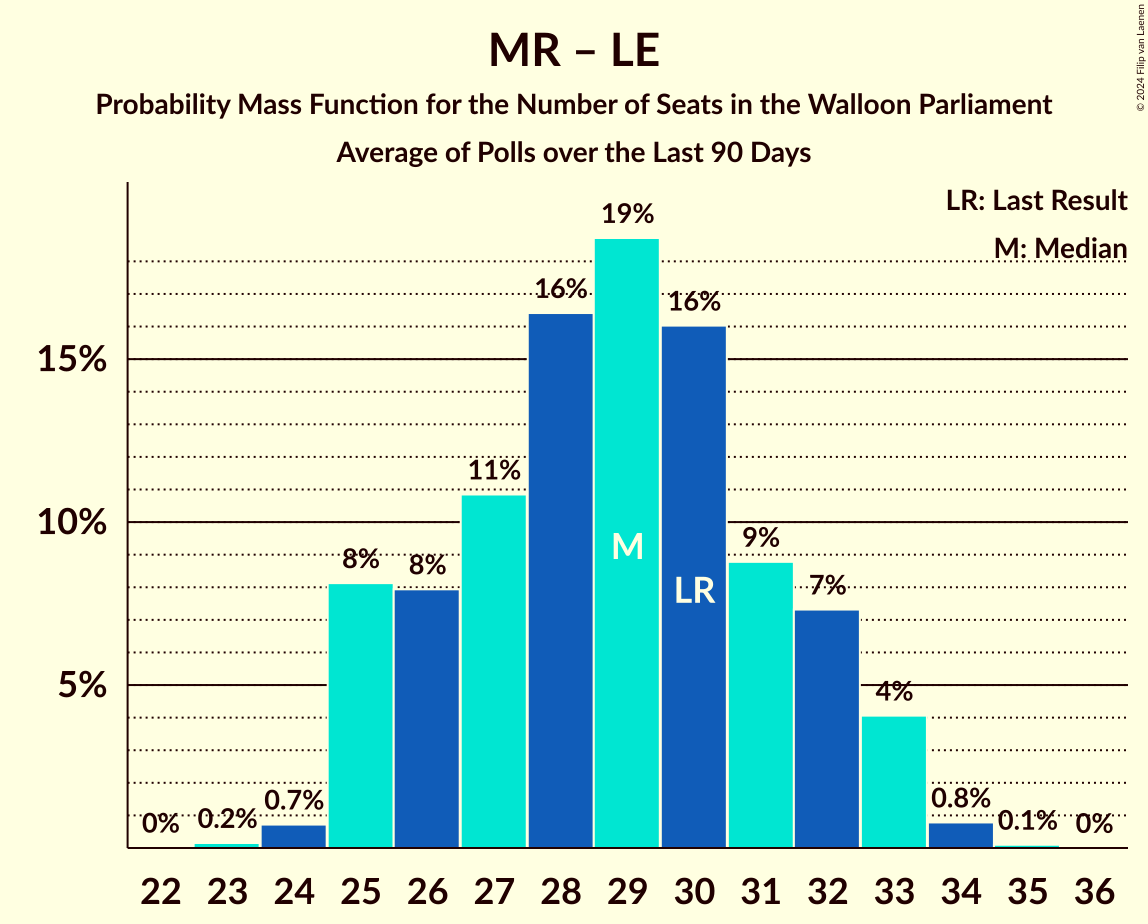 MR – LE
Probability Mass Function for the Number of Seats in the Walloon Parliament
Average of Polls over the Last 90 Days
© 2024 Filip van Laenen
LR: Last Result
M: Median
15%
10%
5%
0%
0.2%
0.7%
8%
8%
11%
16%
19%
16%
9%
7%
4%
0.8%
0.1%
0%
M
LR
22 23 24 25 26 27 28 29 30 31 32 33 34 35 36